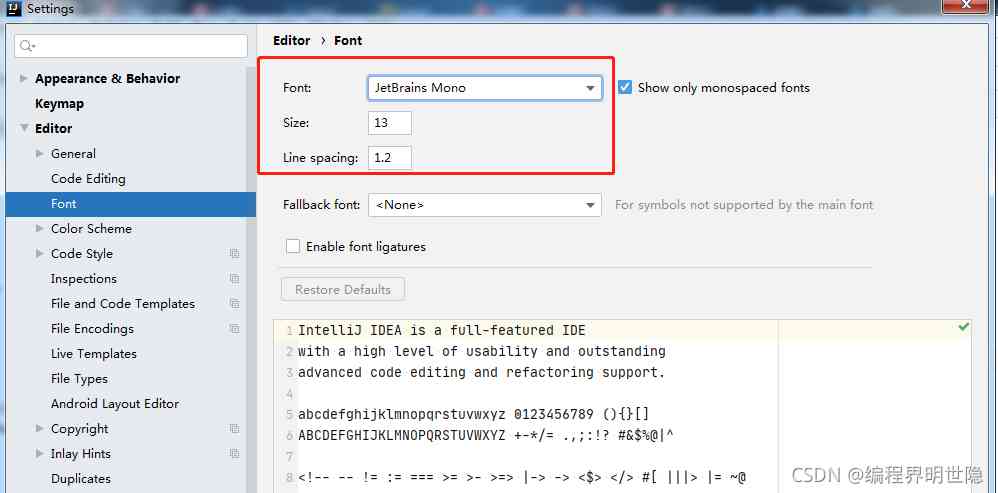 Settings
Editor › Font
Appearance & Behavior
Keymap
Editor
General
Code Editing
Font
Color Scheme
Code Style
Inspections
File and Code Templates
File Encodings
Live Templates
File Types
Android Layout Editor
Copyright
Inlay Hints
Duplicates
Font: JetBrains Mono Show only monospaced fonts
Size: 13
Line spacing: 1.2
Fallback font: <None> For symbols not supported by the main font
Enable font ligatures
Restore Defaults
1 IntelliJ IDEA is a full-featured IDE
2 with a high level of usability and outstanding
3 advanced code editing and refactoring support.
4
5 abcdefghijklmnopqrstuvwxyz 0123456789 (){}[]
6 ABCDEFGHIJKLMNOPQRSTUVWXYZ +-*/= .,;:!? #&$%@|^
7
8 <!-- -- != := === >= >- >=> |-> -> <$> </> #[ |||> |= ~@
CSDN @编程界明世隐